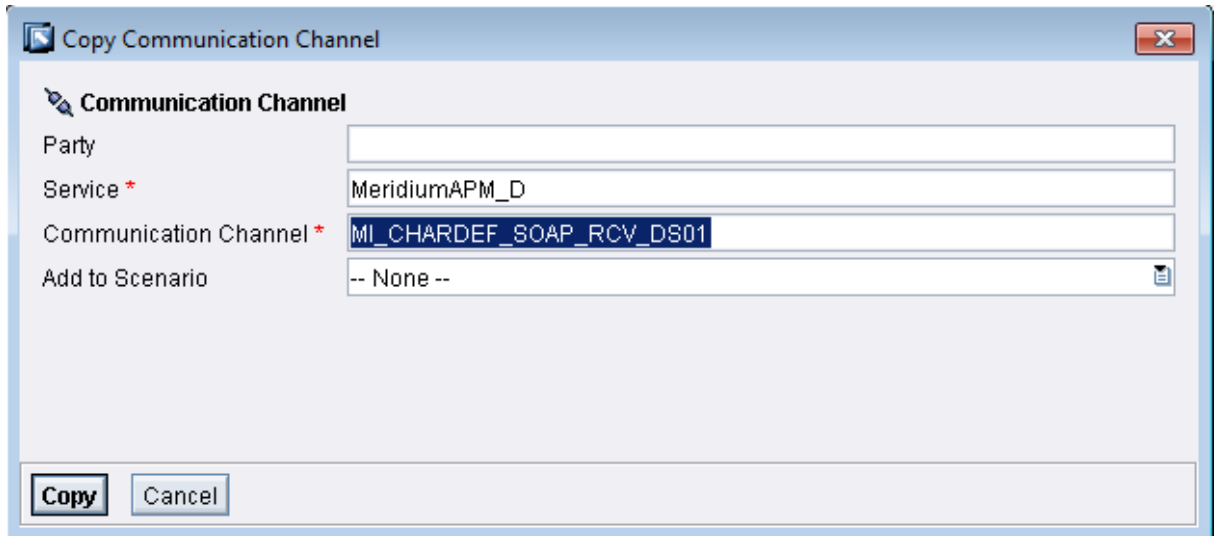 Copy Communication Channel
Communication Channel
Party
Service * MeridiumAPM_D
Communication Channel * MI_CHARDEF_SOAP_RCV_DS01
Add to Scenario -- None --
Copy Cancel